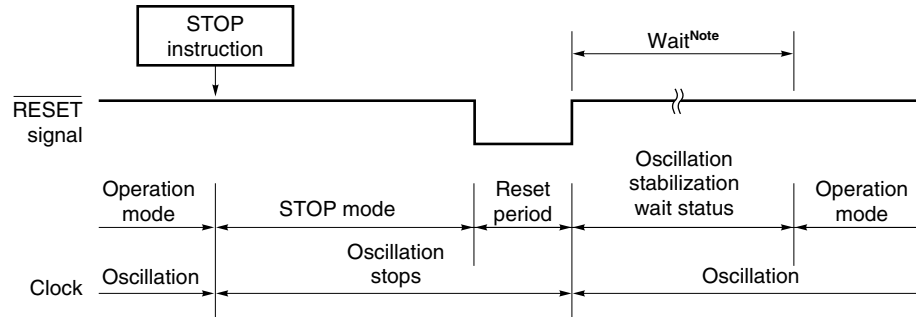 STOP
instruction
Wait^Note
RESET
signal
Operation
mode
STOP mode
Reset
period
Oscillation
stabilization
wait status
Operation
mode
Clock
Oscillation
Oscillation
stops
Oscillation